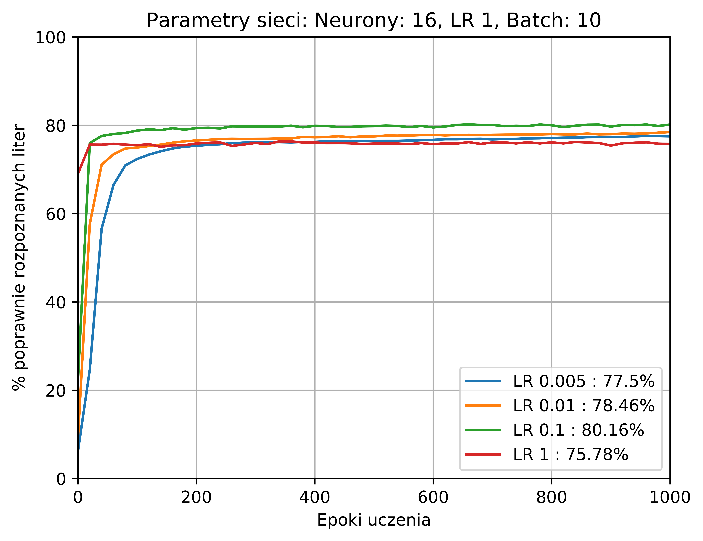 Parametry sieci: Neurony: 16, LR 1, Batch: 10
% poprawnie rozpoznanych liter
100
80
60
40
20
0
0 200 400 600 800 1000
Epoki uczenia
LR 0.005 : 77.5%
LR 0.01 : 78.46%
LR 0.1 : 80.16%
LR 1 : 75.78%